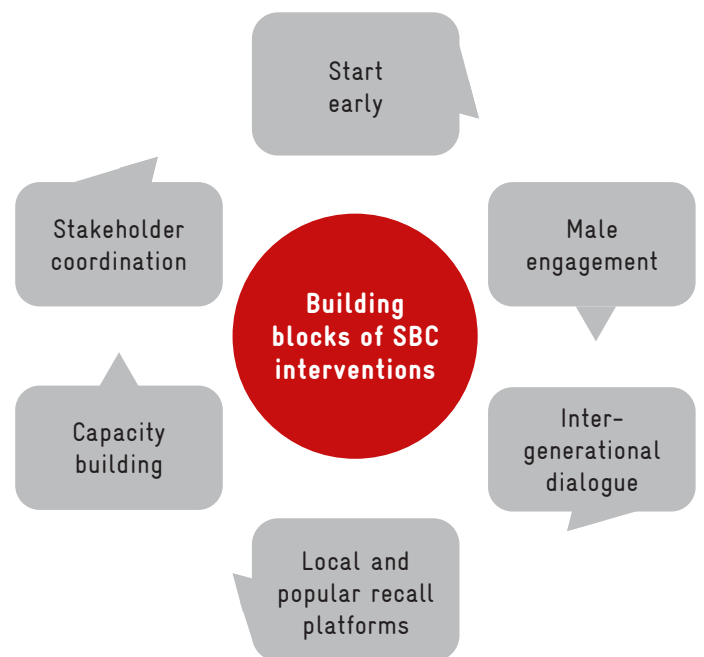 Start
early
Male
engagement
Inter-
generational
dialogue
Local and
popular recall
platforms
Capacity
building
Stakeholder
coordination
Building
blocks of SBC
interventions